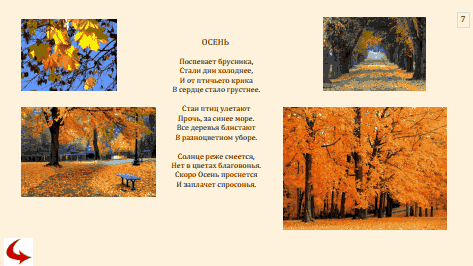 7
ОСЕНЬ
Поспевает брусника,
Стали дни холоднее,
И от птичьего крика
В сердце стало грустнее.
Стаи птиц улетают
Прочь, за синее море.
Все деревья блистают
В разноцветном уборе.
Солнце реже смеется,
Нет в цветах благовонья.
Скоро Осень проснется
И заплачет спросонья.